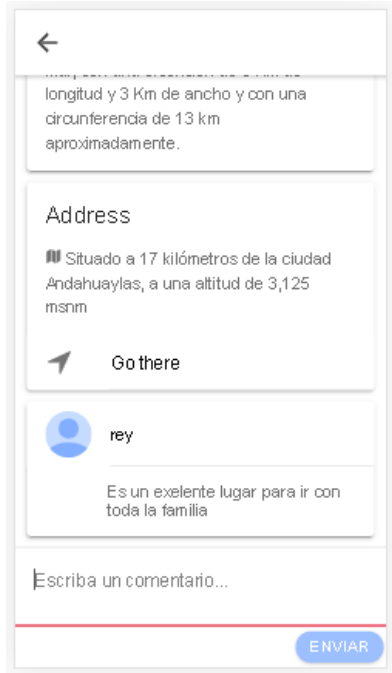 longitud y 3 Km de ancho y con una
circunferencia de 13 km
aproximadamente.
Address
Situado a 17 kilómetros de la ciudad
Andahuaylas, a una altitud de 3,125
msnm
Go there
rey
Es un exelente lugar para ir con
toda la familia
Escriba un comentario...
ENVIAR